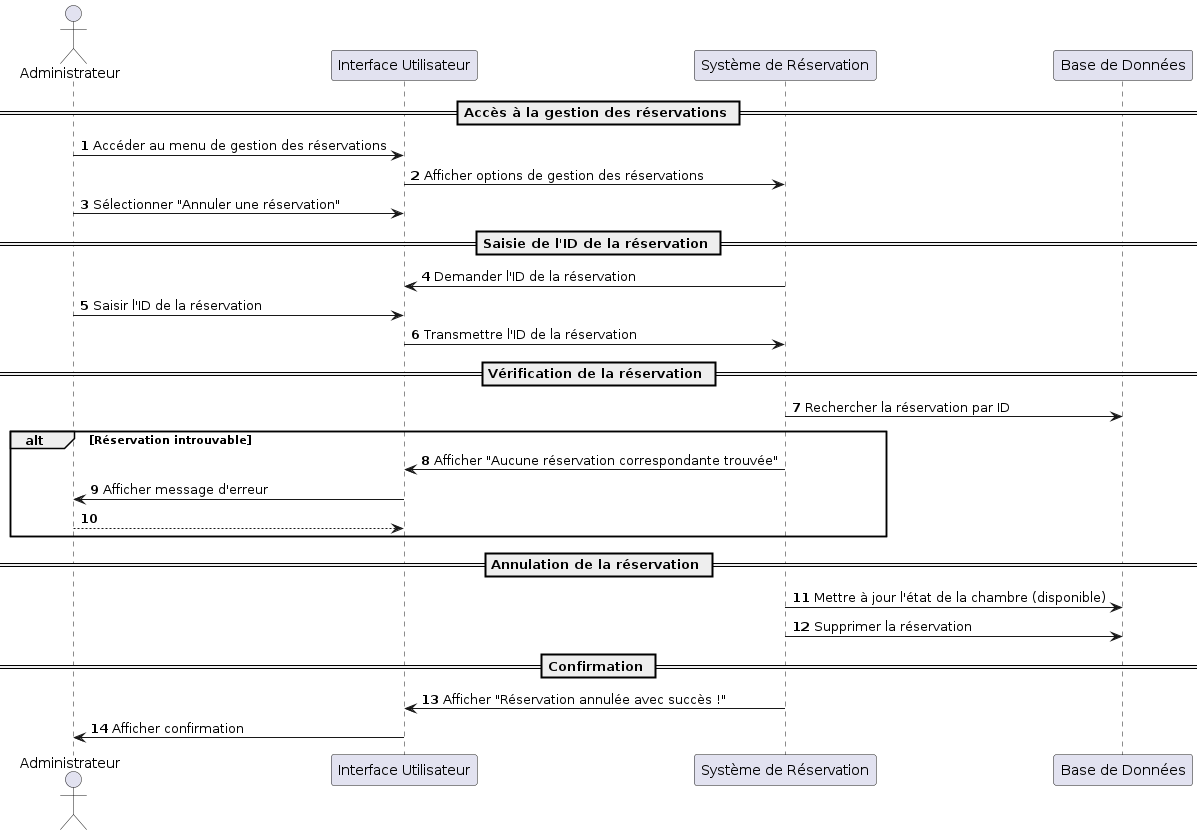 Administrateur
Interface Utilisateur
Système de Réservation
Base de Données
Accès à la gestion des réservations
1 Accéder au menu de gestion des réservations
2 Afficher options de gestion des réservations
3 Sélectionner "Annuler une réservation"
Saisie de l'ID de la réservation
4 Demander l'ID de la réservation
5 Saisir l'ID de la réservation
6 Transmettre l'ID de la réservation
Vérification de la réservation
7 Rechercher la réservation par ID
alt [Réservation introuvable]
8 Afficher "Aucune réservation correspondante trouvée"
9 Afficher message d'erreur
10
Annulation de la réservation
11 Mettre à jour l'état de la chambre (disponible)
12 Supprimer la réservation
Confirmation
13 Afficher "Réservation annulée avec succès !"
14 Afficher confirmation
Administrateur
Interface Utilisateur
Système de Réservation
Base de Données